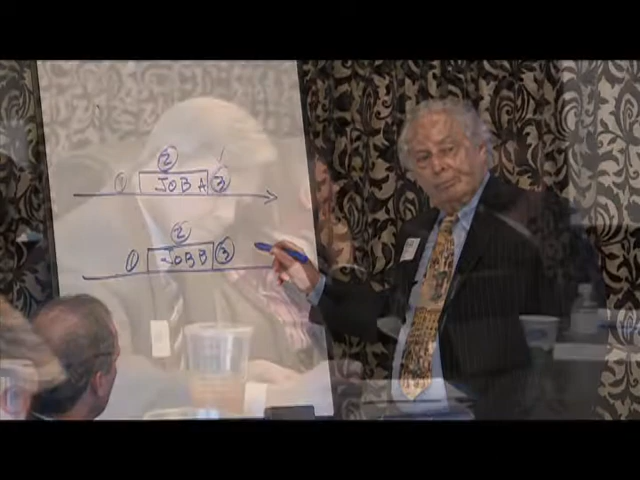 ②
① JOB A ③
②
① JOB B ③